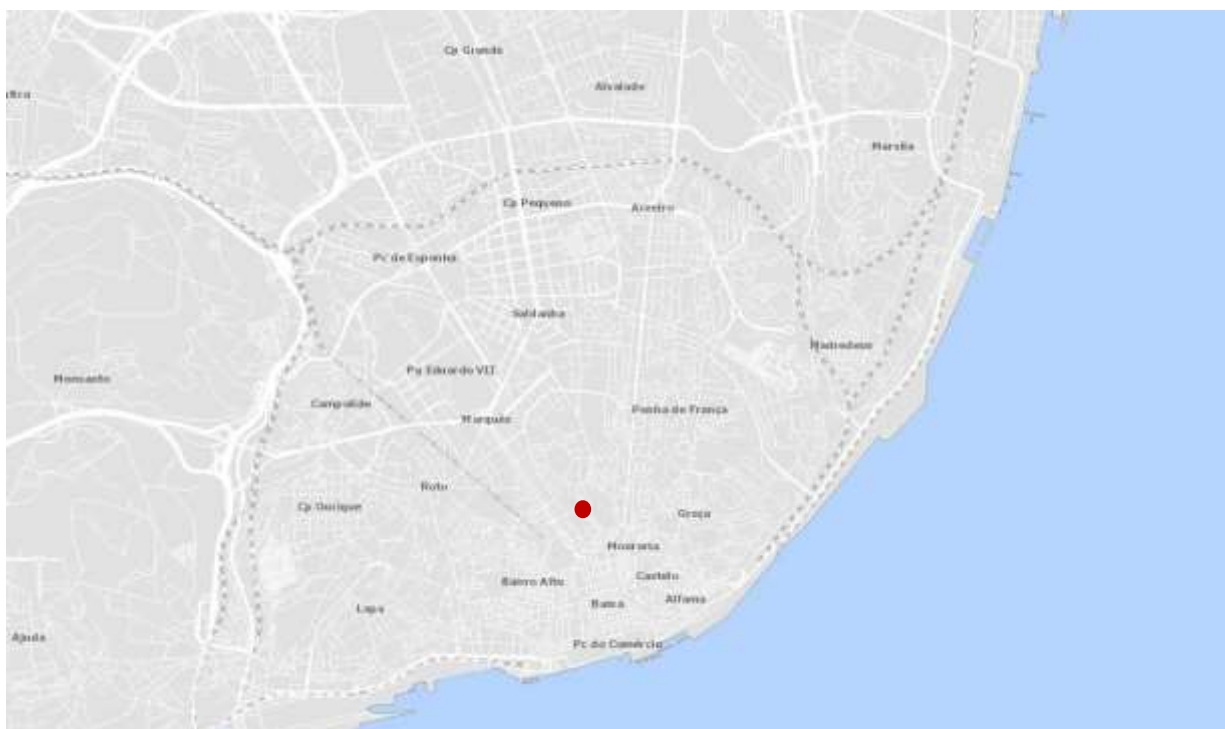 Cp Grande
Alvalade
Marvila
Cp Pequeno
Areeiro
Pc de Espanha
Saldanha
Madredeus
Pq Eduardo VII
Monsanto
Campolide
Penha de França
Marquês
Rato
Cp Ourique
Graça
Mouraria
Castelo
Bairro Alto
Baixa
Alfama
Lapa
Ajuda
Pc do Comércio